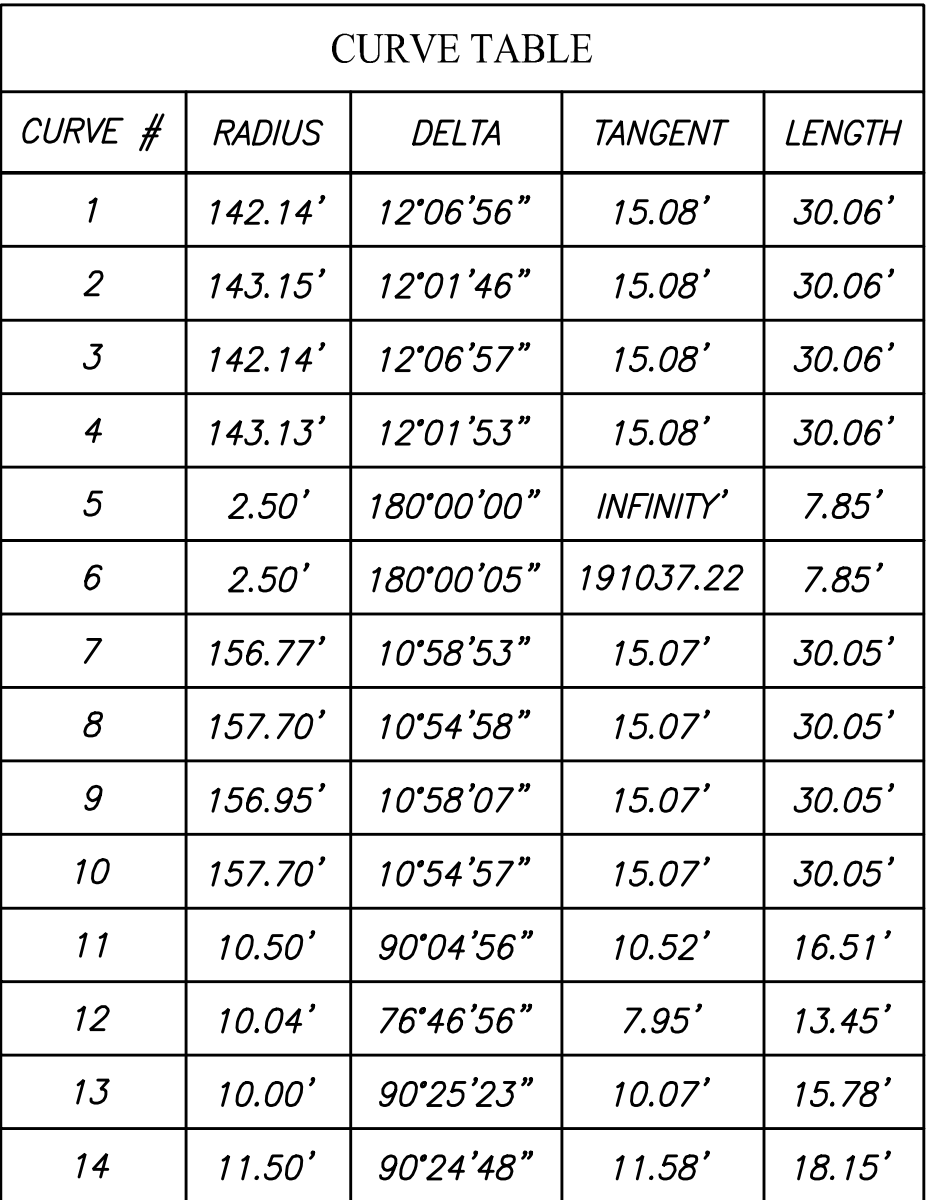 CURVE TABLE
CURVE # RADIUS DELTA TANGENT LENGTH
1 142.14' 12°06'56" 15.08' 30.06'
2 143.15' 12°01'46" 15.08' 30.06'
3 142.14' 12°06'57" 15.08' 30.06'
4 143.13' 12°01'53" 15.08' 30.06'
5 2.50' 180°00'00" INFINITY' 7.85'
6 2.50' 180°00'05" 191037.22 7.85'
7 156.77' 10°58'53" 15.07' 30.05'
8 157.70' 10°54'58" 15.07' 30.05'
9 156.95' 10°58'07" 15.07' 30.05'
10 157.70' 10°54'57" 15.07' 30.05'
11 10.50' 90°04'56" 10.52' 16.51'
12 10.04' 76°46'56" 7.95' 13.45'
13 10.00' 90°25'23" 10.07' 15.78'
14 11.50' 90°24'48" 11.58' 18.15'